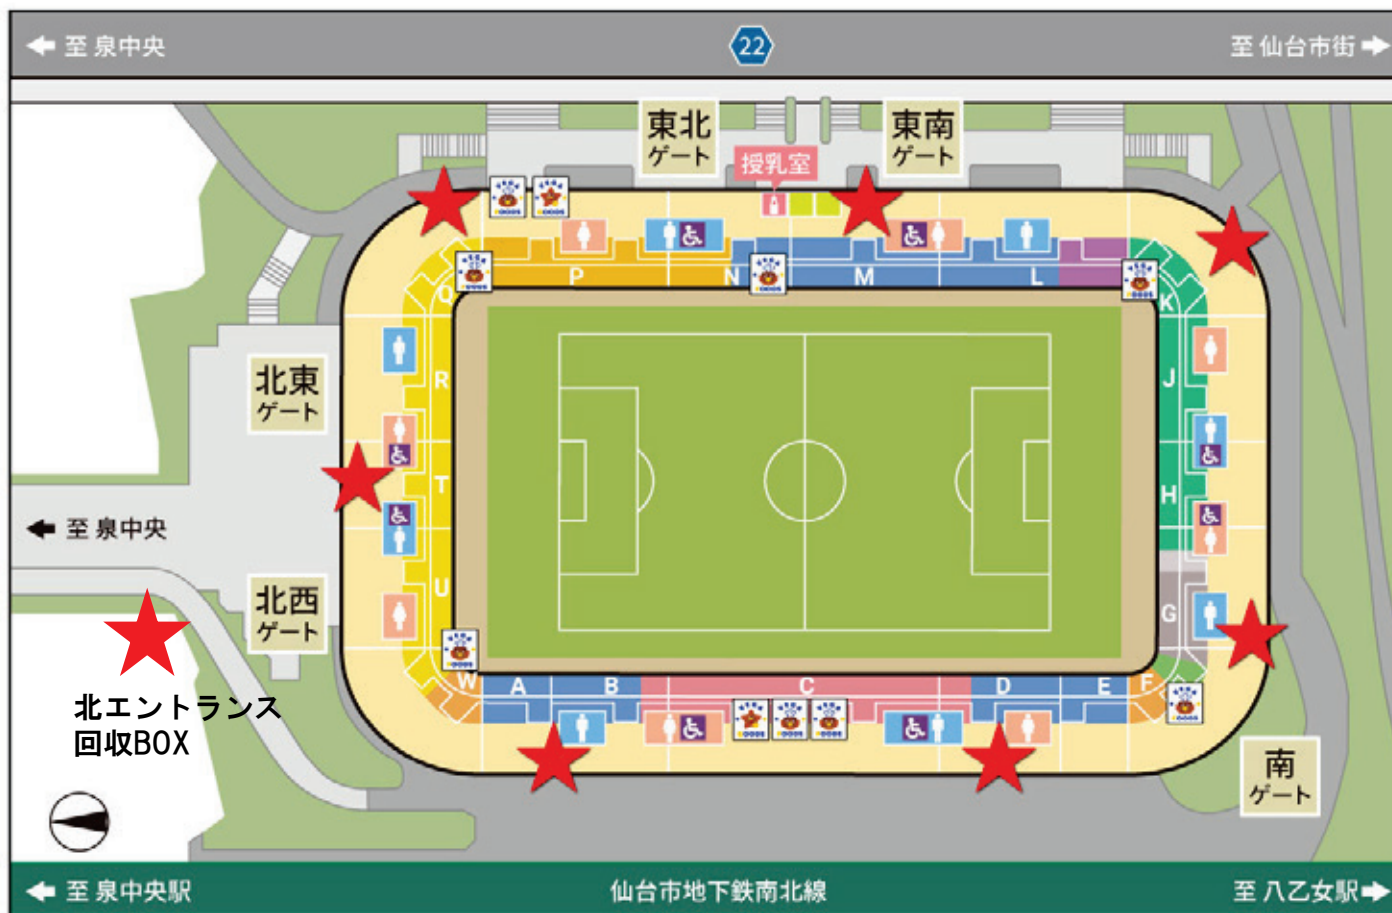 至 泉中央
22
至 仙台市街
東北
ゲート
東南
ゲート
授乳室
P
N
M
L
Q
K
北東
ゲート
R
J
T
H
至 泉中央
北西
ゲート
U
G
W
A
B
C
D
E
F
北エントランス
回収BOX
南
ゲート
至 泉中央駅
仙台市地下鉄南北線
至 八乙女駅